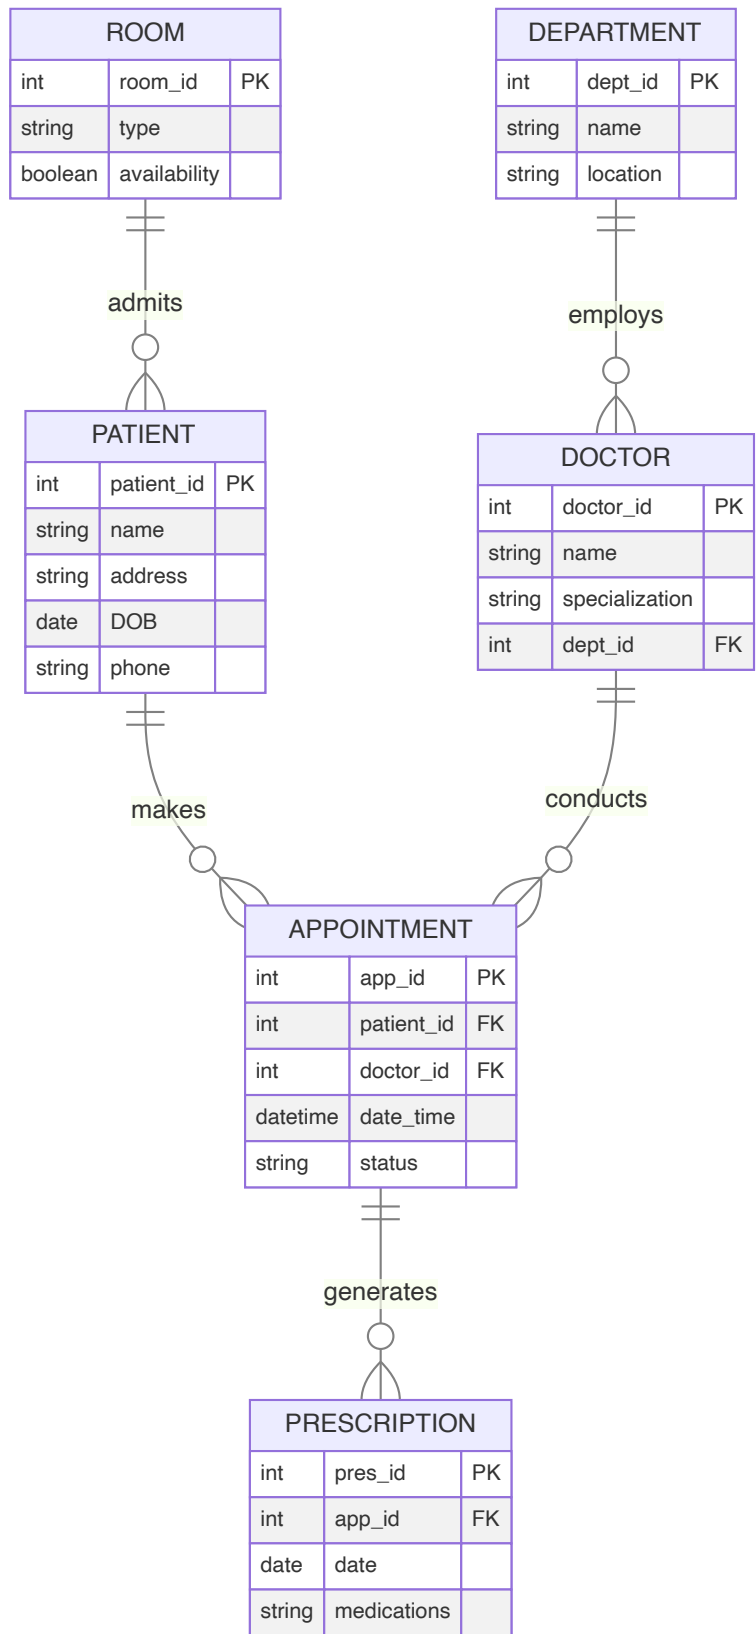 ROOM
int room_id PK
string type
boolean availability
DEPARTMENT
int dept_id PK
string name
string location
admits
employs
PATIENT
int patient_id PK
string name
string address
date DOB
string phone
DOCTOR
int doctor_id PK
string name
string specialization
int dept_id FK
makes
conducts
APPOINTMENT
int app_id PK
int patient_id FK
int doctor_id FK
datetime date_time
string status
generates
PRESCRIPTION
int pres_id PK
int app_id FK
date date
string medications